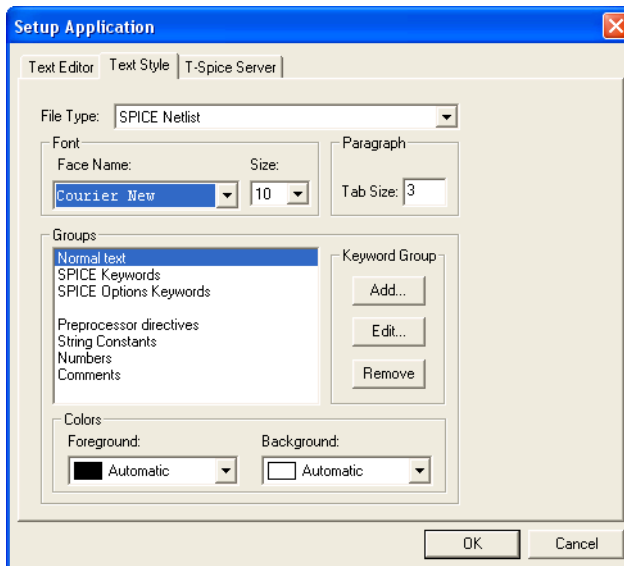 Setup Application
Text Editor Text Style T-Spice Server
File Type: SPICE Netlist
Font
Face Name: Size:
Courier New 10
Paragraph
Tab Size: 3
Groups
Normal text
SPICE Keywords
SPICE Options Keywords
Preprocessor directives
String Constants
Numbers
Comments
Keyword Group
Add...
Edit...
Remove
Colors
Foreground: Background:
Automatic Automatic
OK Cancel